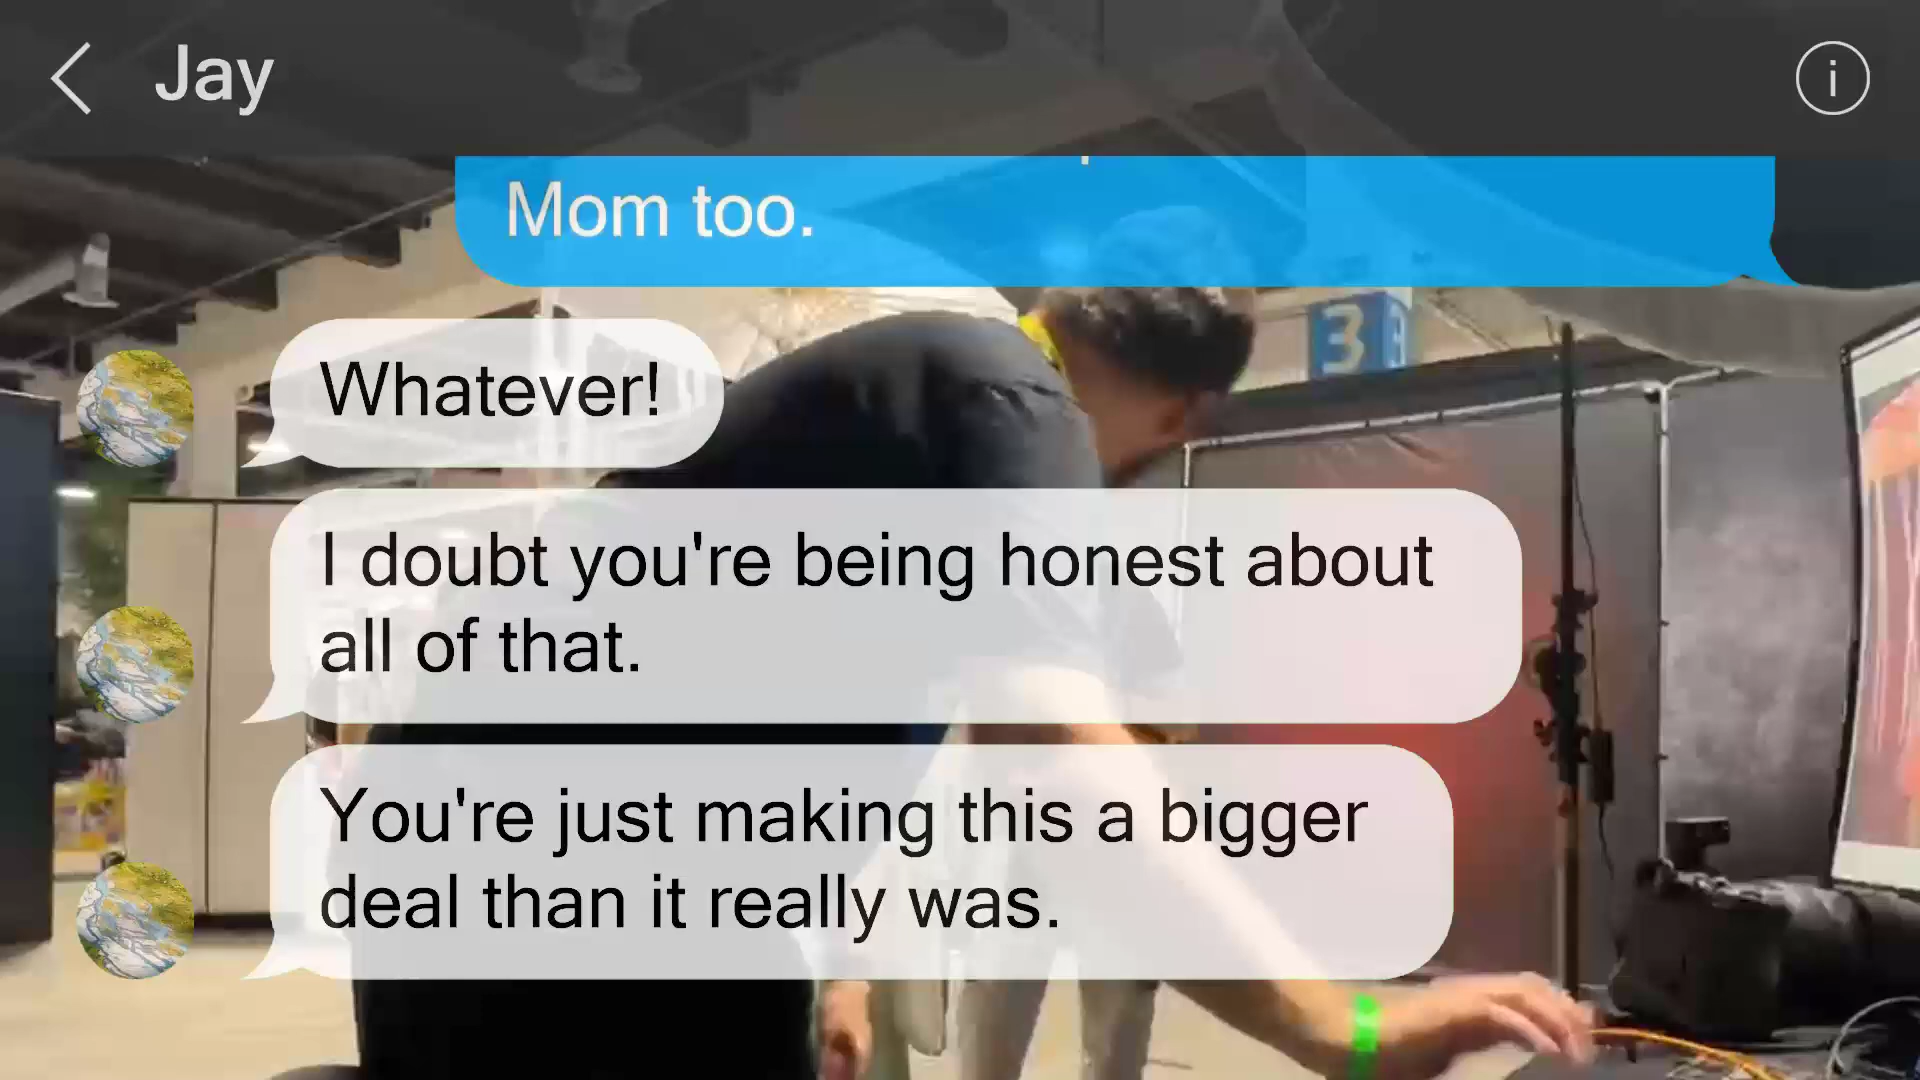 Jay
i
Mom too.
3
Whatever!
I doubt you're being honest about
all of that.
You're just making this a bigger
deal than it really was.